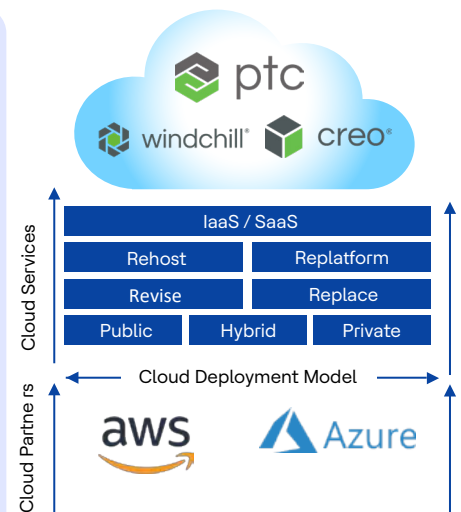 ptc
windchill®
creo®
IaaS / SaaS
Rehost
Replatform
Revise
Replace
Public
Hybrid
Private
Cloud Services
Cloud Deployment Model
Cloud Partne rs
aws
Azure